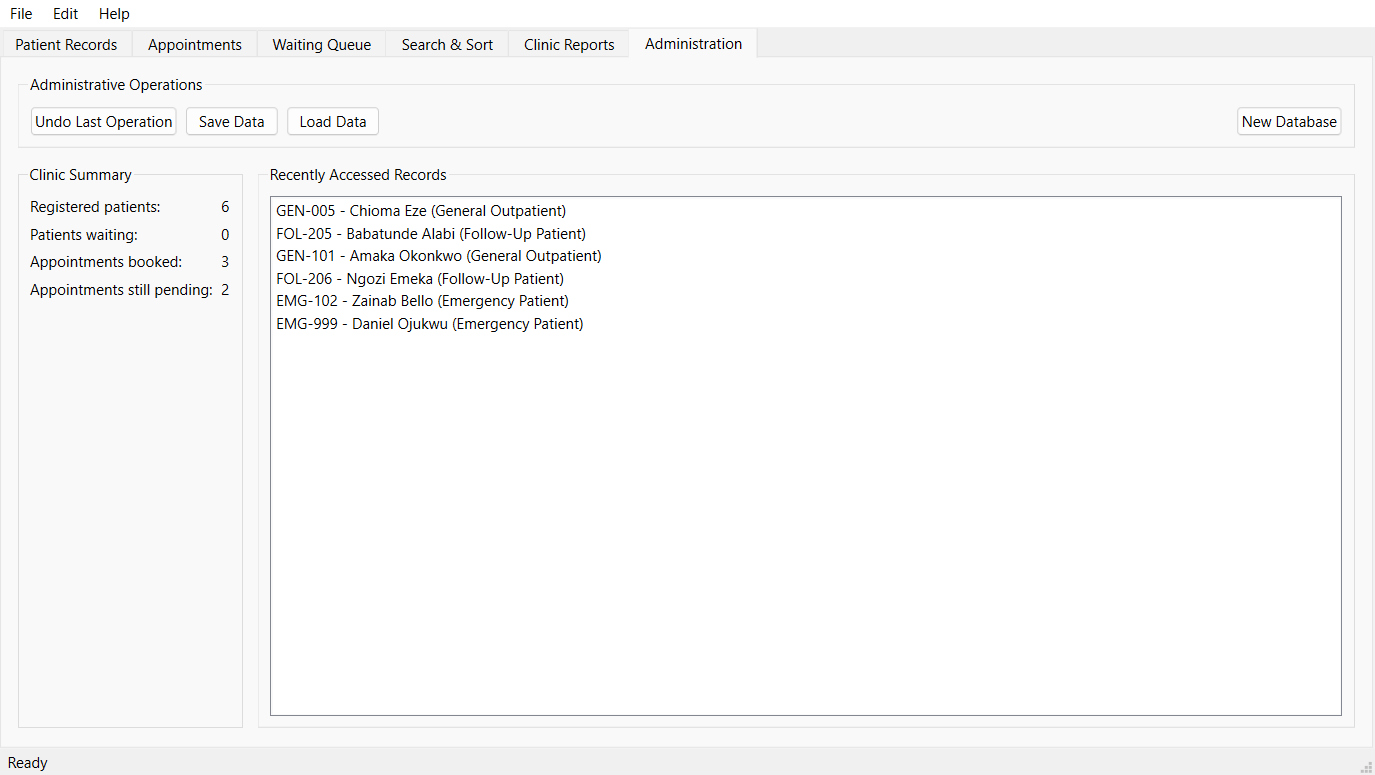 File Edit Help
Patient Records Appointments Waiting Queue Search & Sort Clinic Reports Administration
Administrative Operations
Undo Last Operation Save Data Load Data New Database
Clinic Summary
Registered patients: 6
Patients waiting: 0
Appointments booked: 3
Appointments still pending: 2
Recently Accessed Records
GEN-005 - Chioma Eze (General Outpatient)
FOL-205 - Babatunde Alabi (Follow-Up Patient)
GEN-101 - Amaka Okonkwo (General Outpatient)
FOL-206 - Ngozi Emeka (Follow-Up Patient)
EMG-102 - Zainab Bello (Emergency Patient)
EMG-999 - Daniel Ojukwu (Emergency Patient)
Ready